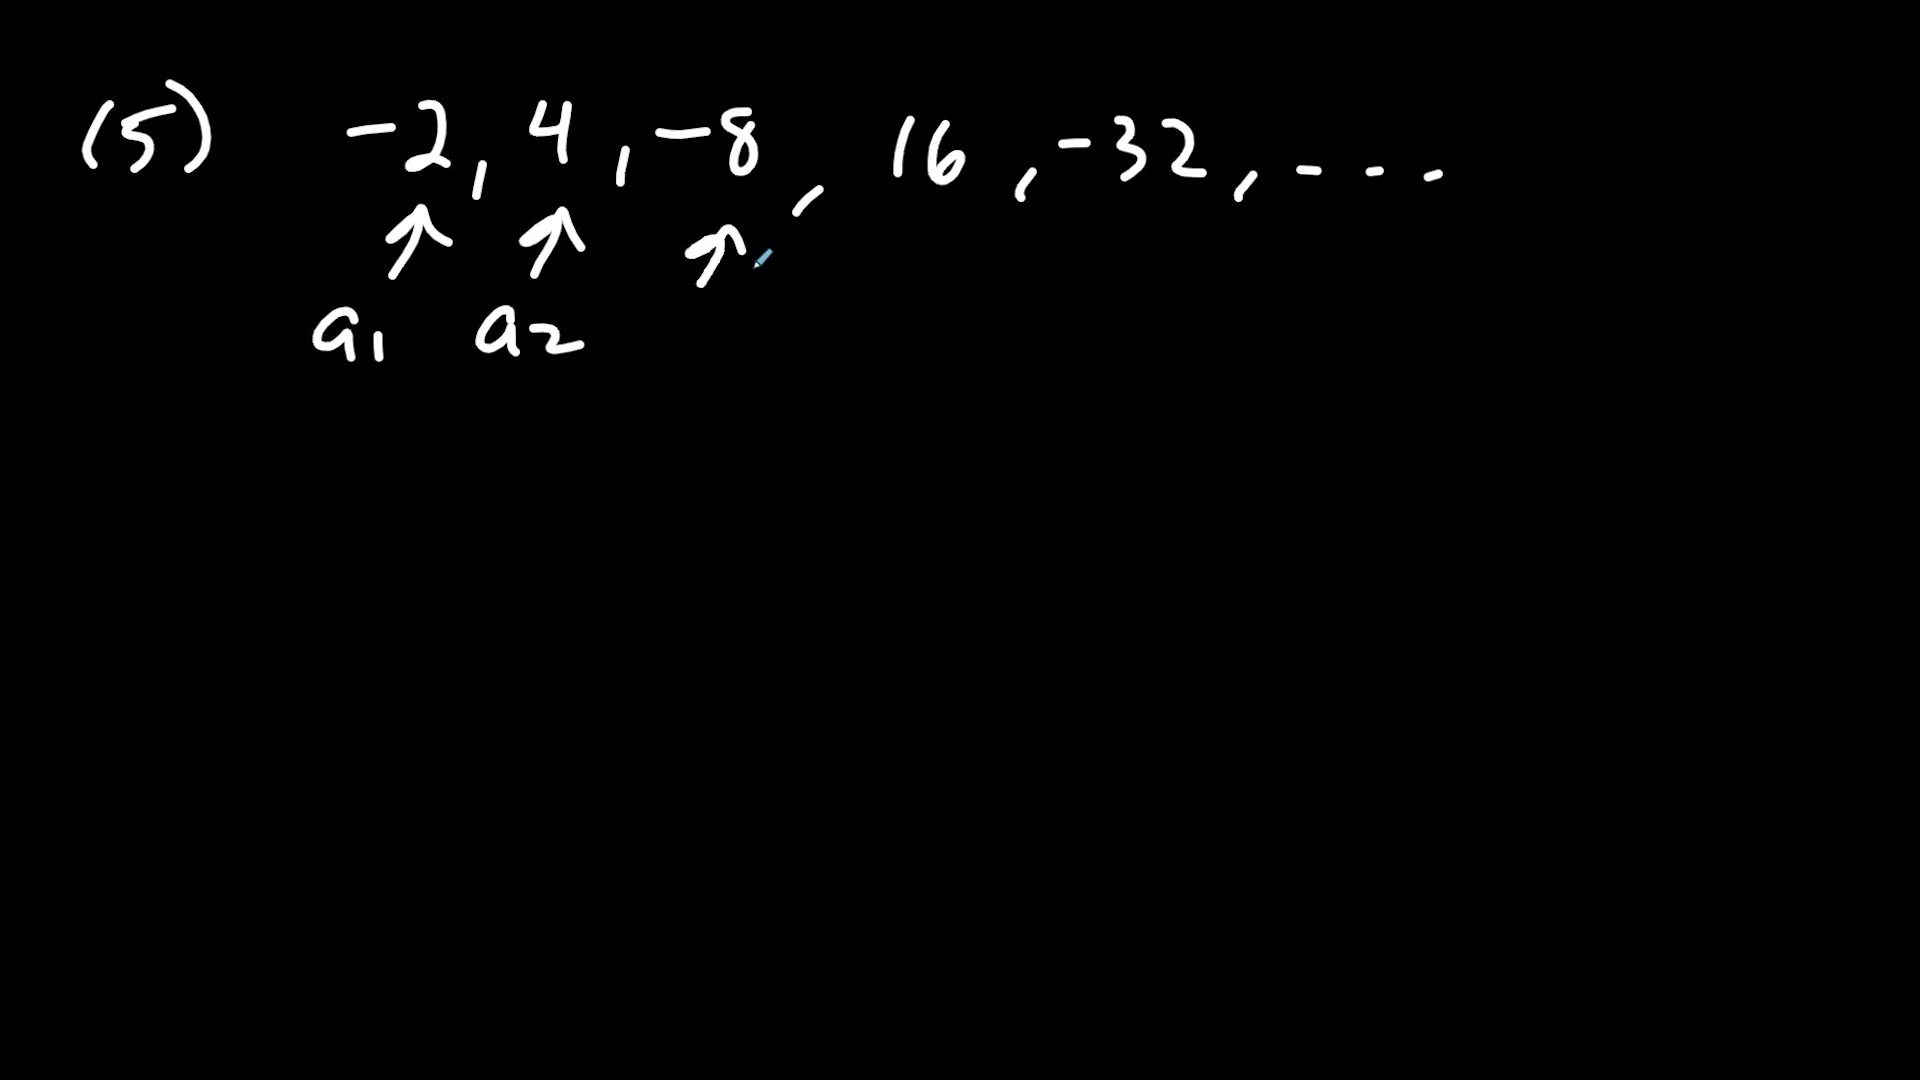 (5) -2, 4, -8, 16, -32, ---
a1 a2